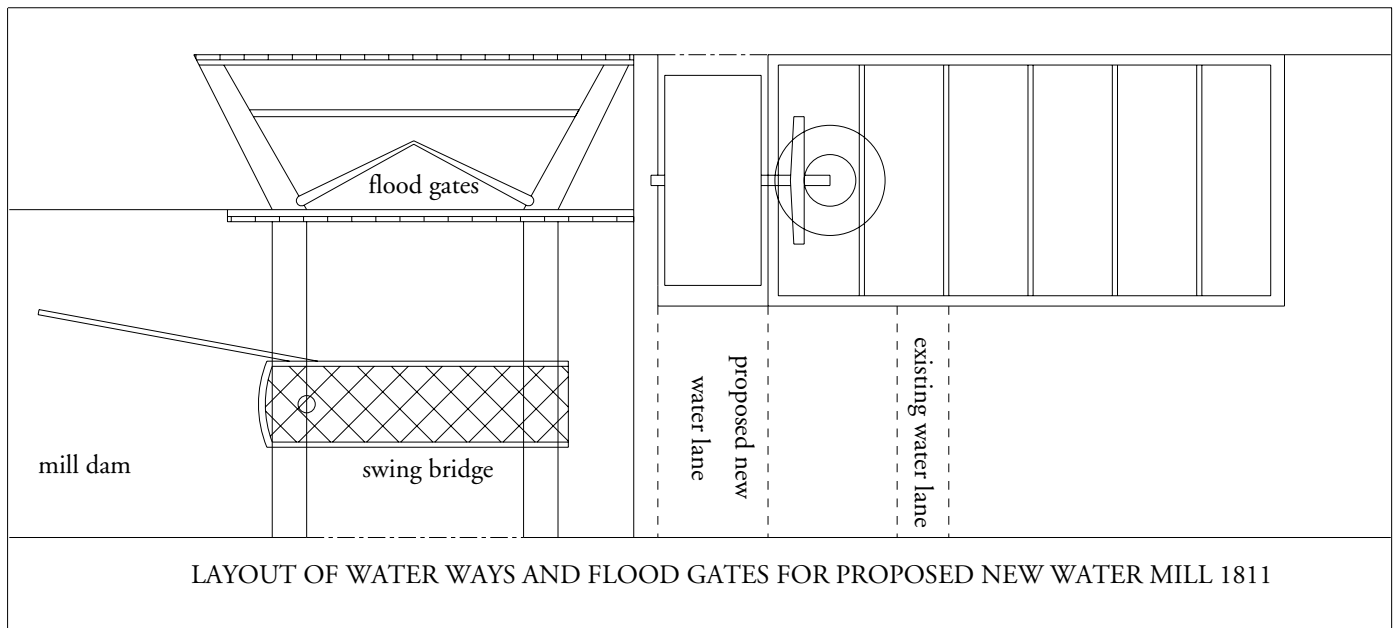 flood gates
mill dam
swing bridge
proposed new
water lane
existing water lane
LAYOUT OF WATER WAYS AND FLOOD GATES FOR PROPOSED NEW WATER MILL 1811